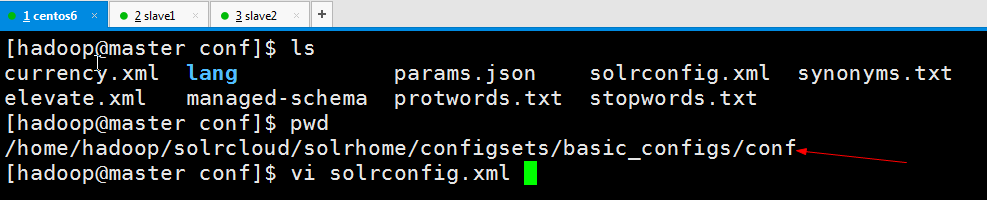 1 centos6 × 2 slave1 × 3 slave2 × +
[hadoop@master conf]$ ls
currency.xml lang params.json solrconfig.xml synonyms.txt
elevate.xml managed-schema protwords.txt stopwords.txt
[hadoop@master conf]$ pwd
/home/hadoop/solrcloud/solrhome/configsets/basic_configs/conf
[hadoop@master conf]$ vi solrconfig.xml